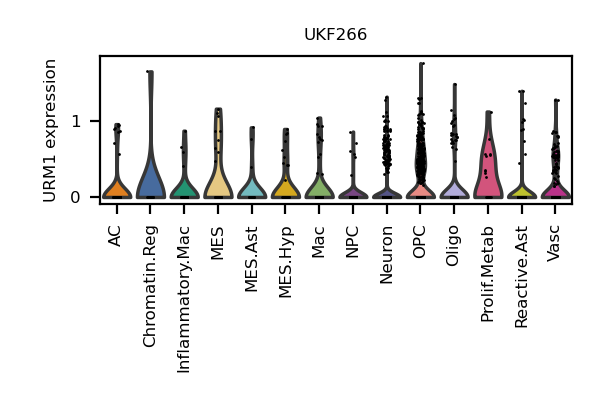 UKF266
URM1 expression
1
0
AC
Chromatin.Reg
Inflammatory.Mac
MES
MES.Ast
MES.Hyp
Mac
NPC
Neuron
OPC
Oligo
Prolif.Metab
Reactive.Ast
Vasc